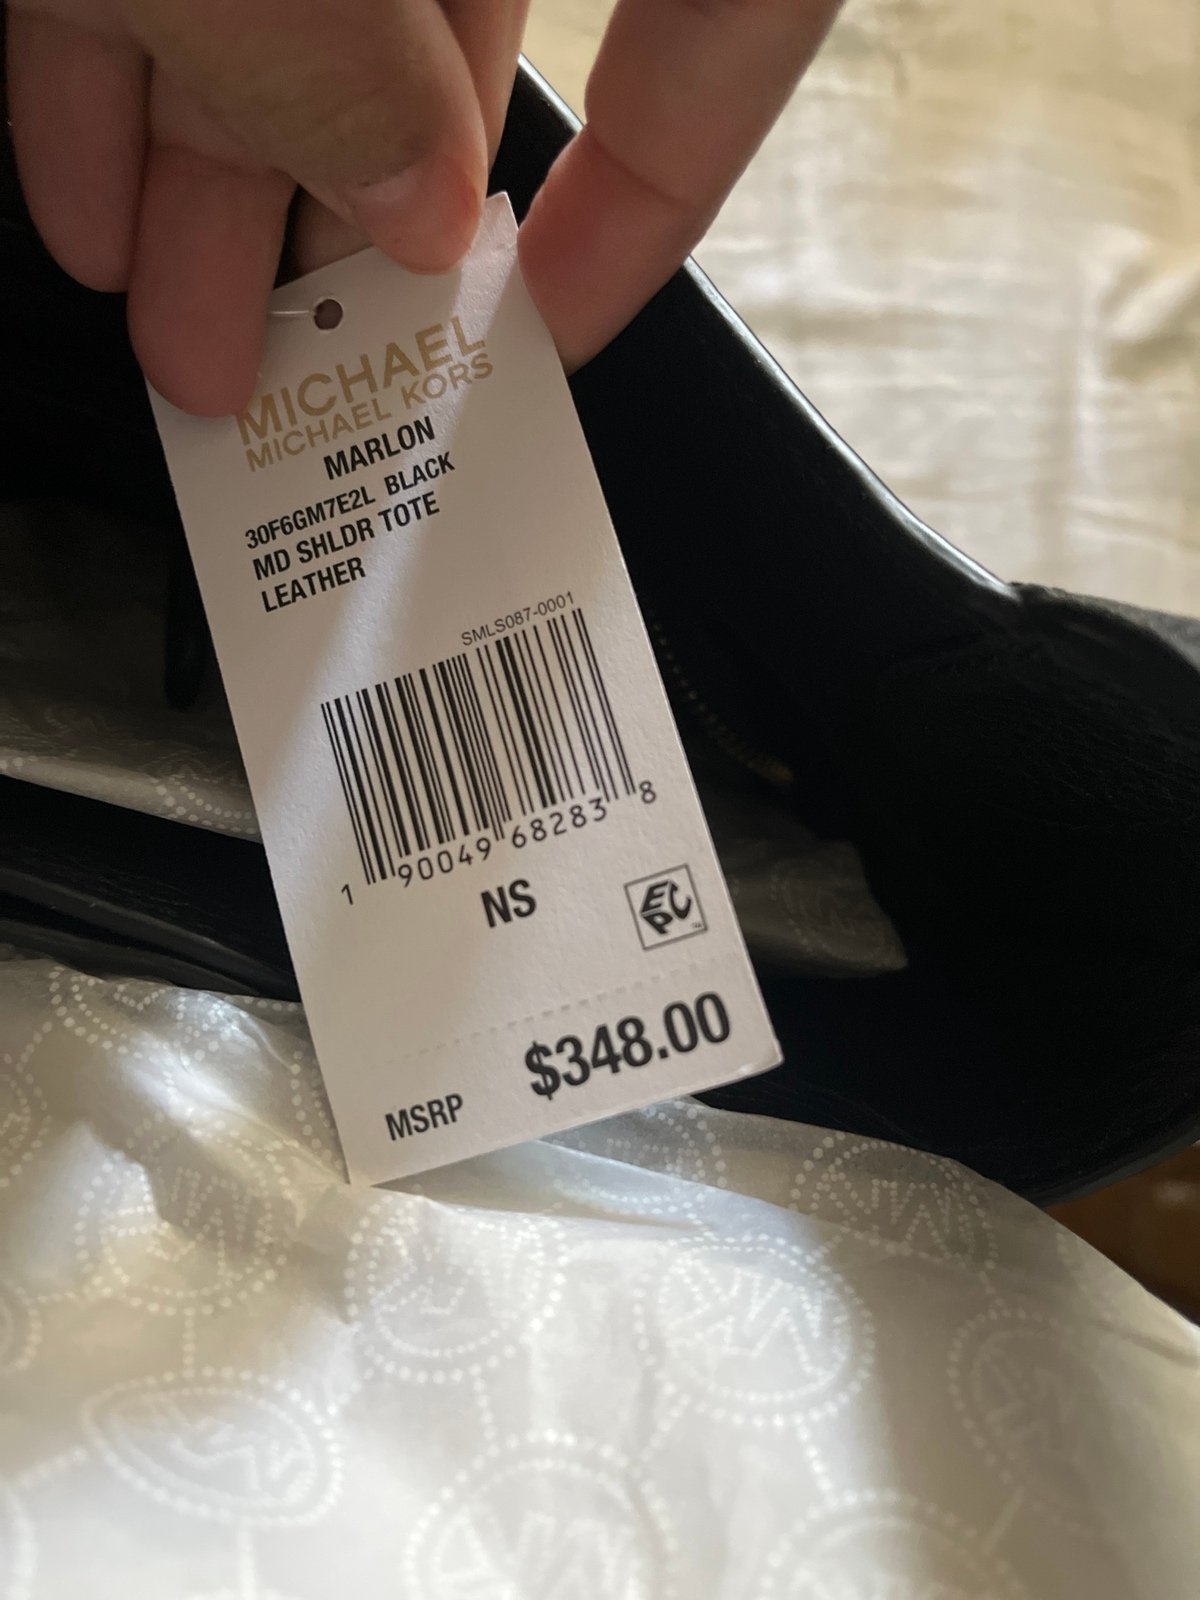 MICHAEL
MICHAEL KORS
MARLON
30F6GM7E2L BLACK
MD SHLDR TOTE
LEATHER
SMLS087-0001
1 90049 68283 8
NS
EPC
$348.00
MSRP